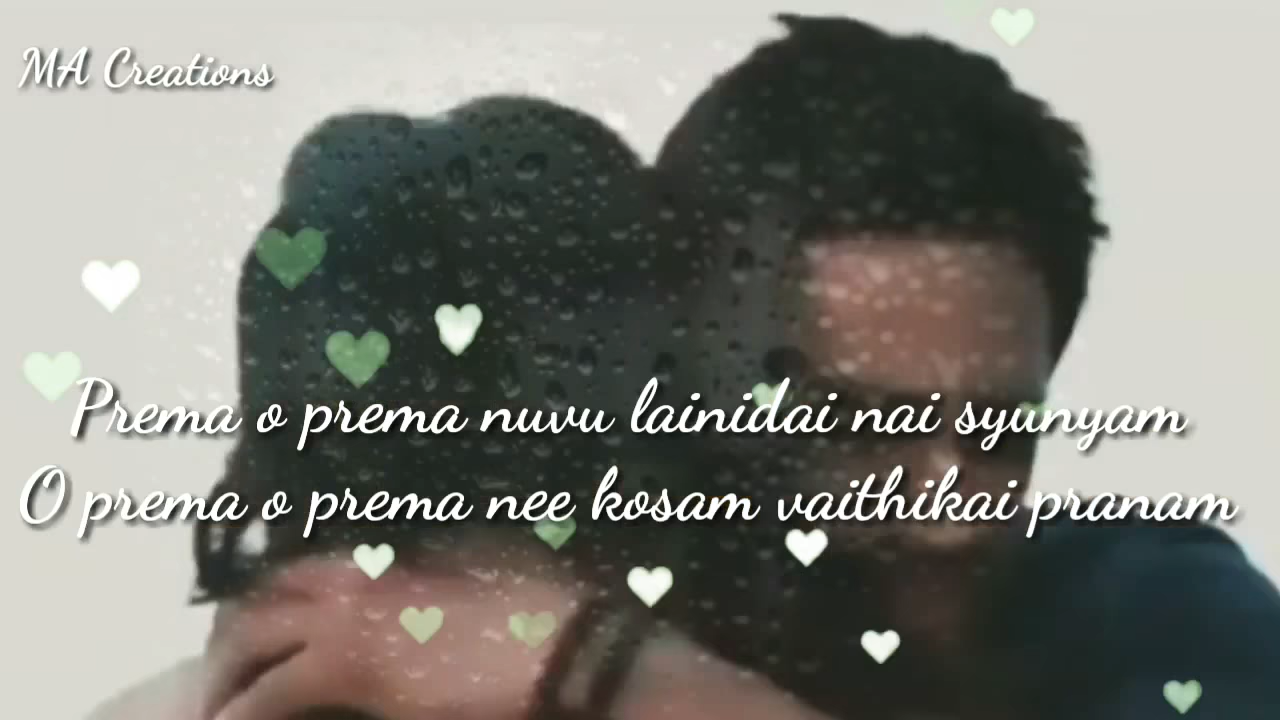 MA Creations
Prema o prema nuvu lainidai nai syunyam
O prema o prema nee kosam vaithikai pranam